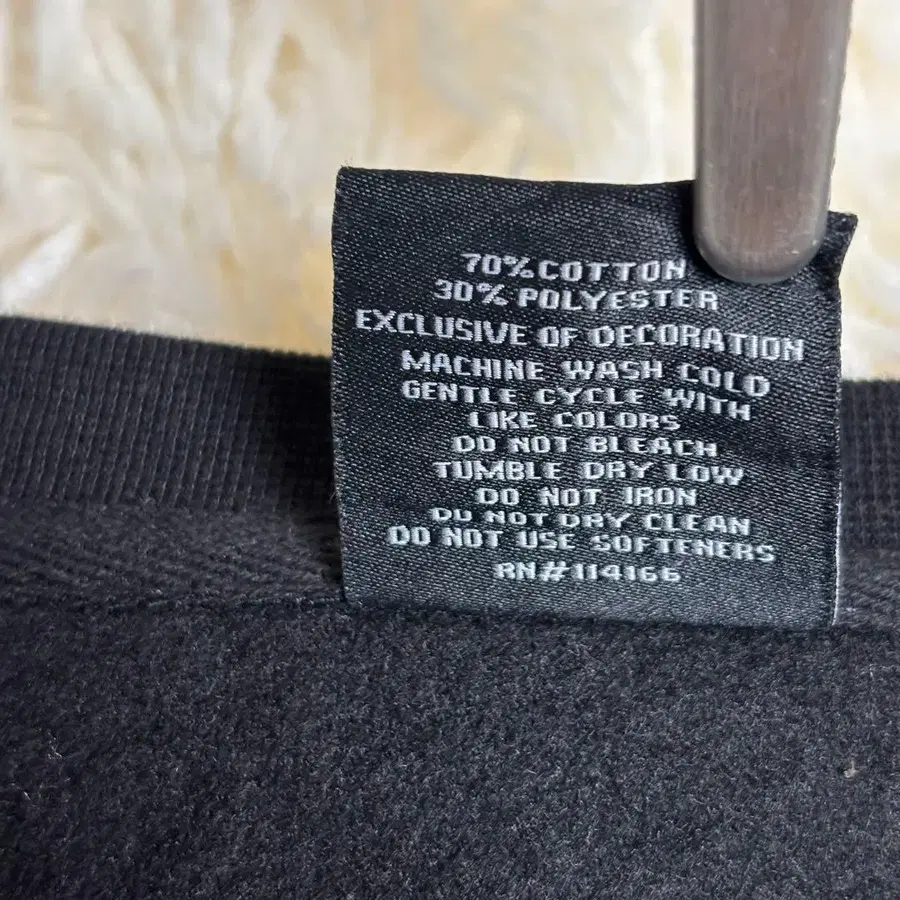 70% COTTON
30% POLYESTER
EXCLUSIVE OF DECORATION
MACHINE WASH COLD
GENTLE CYCLE WITH
LIKE COLORS
DO NOT BLEACH
TUMBLE DRY LOW
DO NOT IRON
DO NOT DRY CLEAN
DO NOT USE SOFTENERS
RN#114166